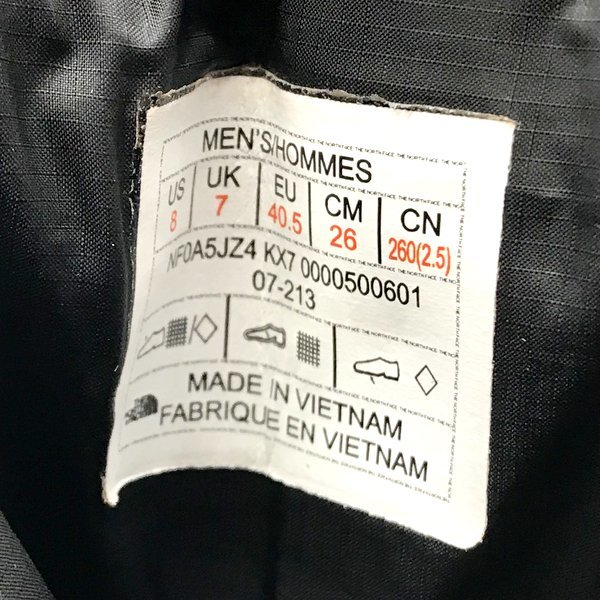 MEN'S/HOMMES
US UK EU CM CN
8 7 40.5 26 260(2.5)
NF0A5JZ4 KX7 0000500601
07-213
MADE IN VIETNAM
FABRIQUE EN VIETNAM